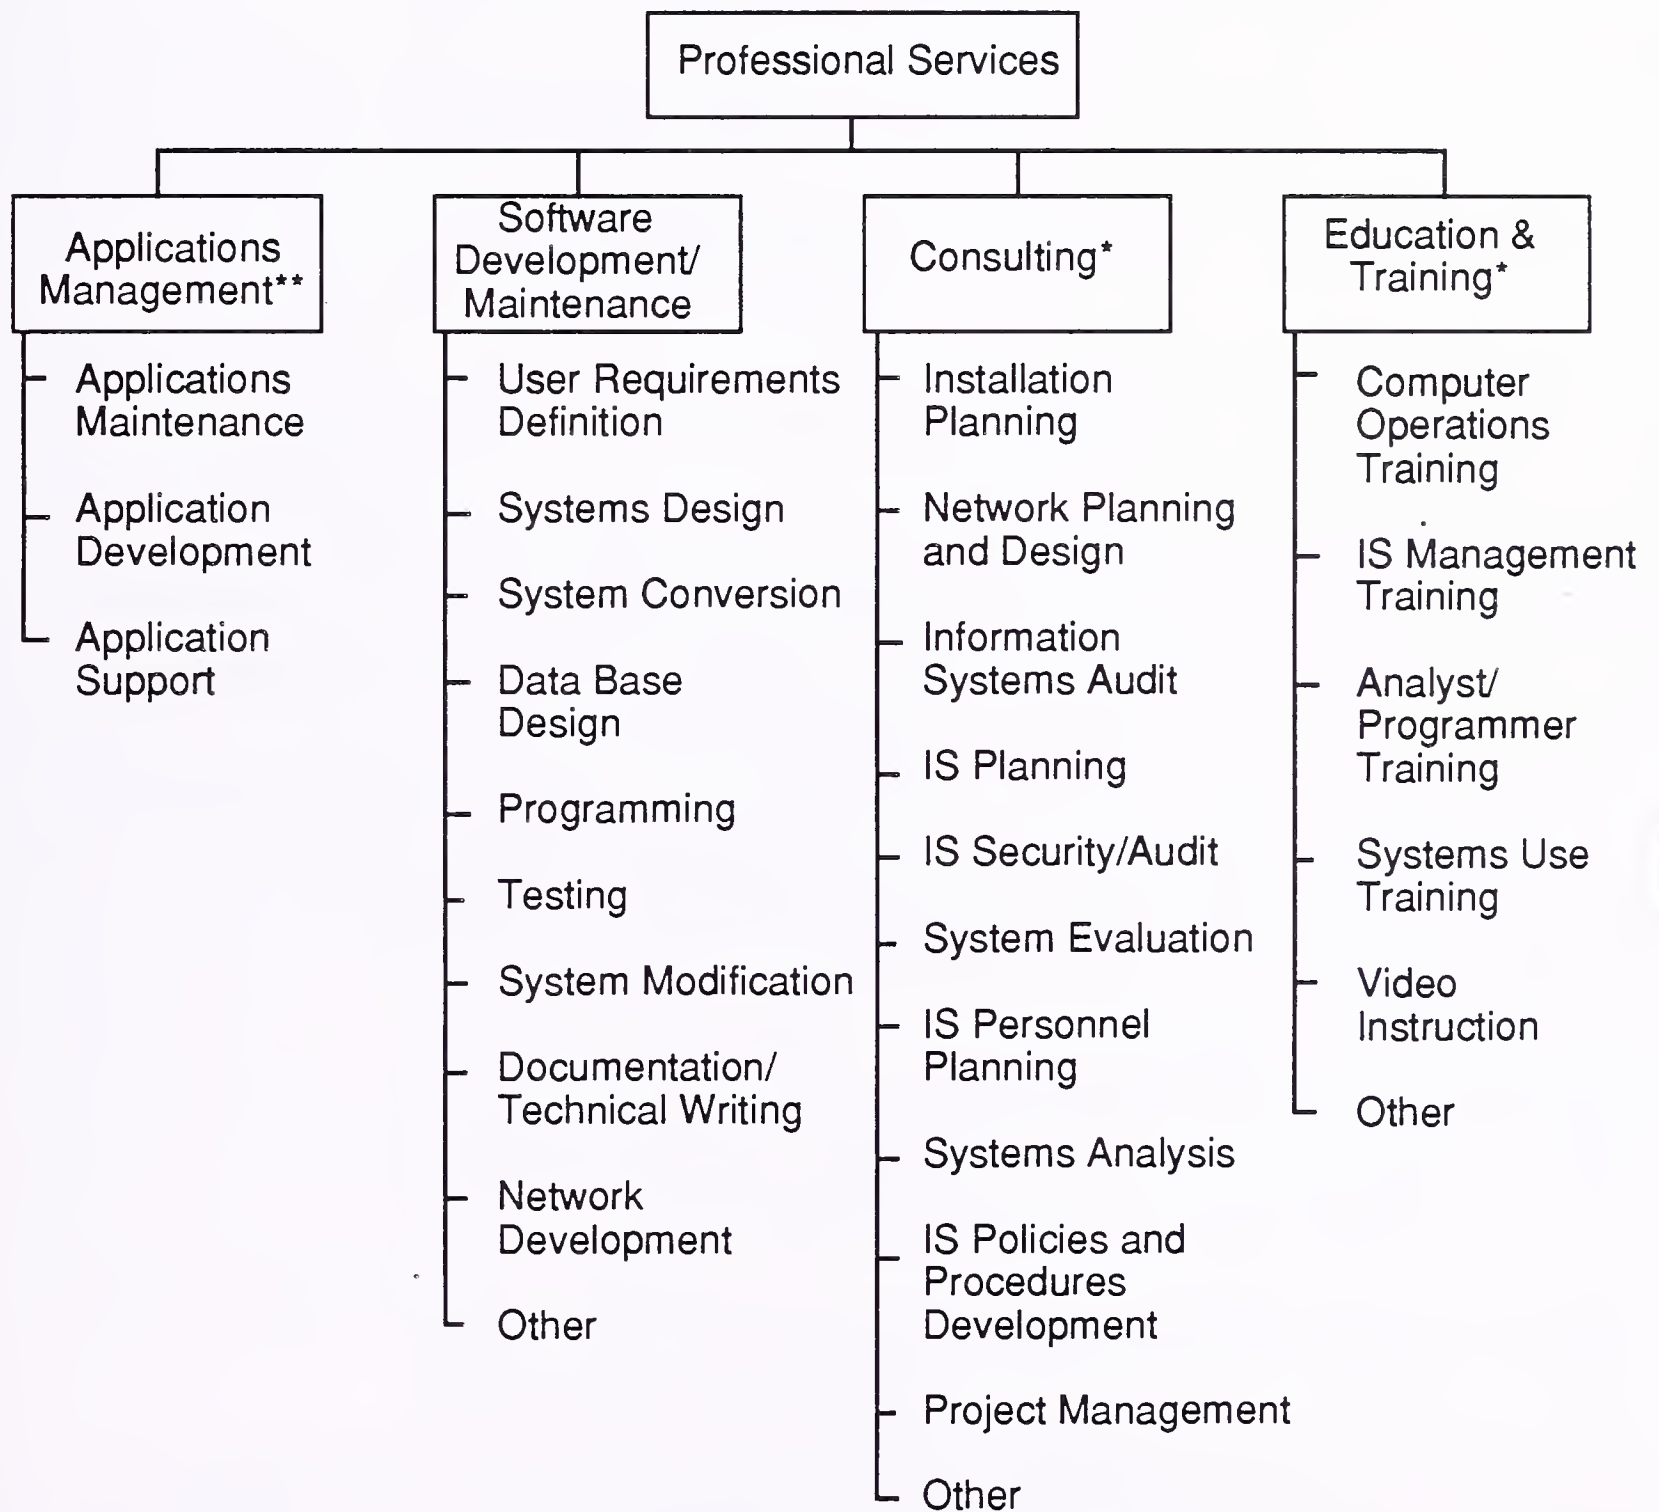 Professional Services
Applications
Management**
Applications
Maintenance
Application
Development
Application
Support
Software
Development/
Maintenance
User Requirements
Definition
Systems Design
System Conversion
Data Base
Design
Programming
Testing
System Modification
Documentation/
Technical Writing
Network
Development
Other
Consulting*
Installation
Planning
Network Planning
and Design
Information
Systems Audit
IS Planning
IS Security/Audit
System Evaluation
IS Personnel
Planning
Systems Analysis
IS Policies and
Procedures
Development
Project Management
Other
Education &
Training*
Computer
Operations
Training
IS Management
Training
Analyst/
Programmer
Training
Systems Use
Training
Video
Instruction
Other